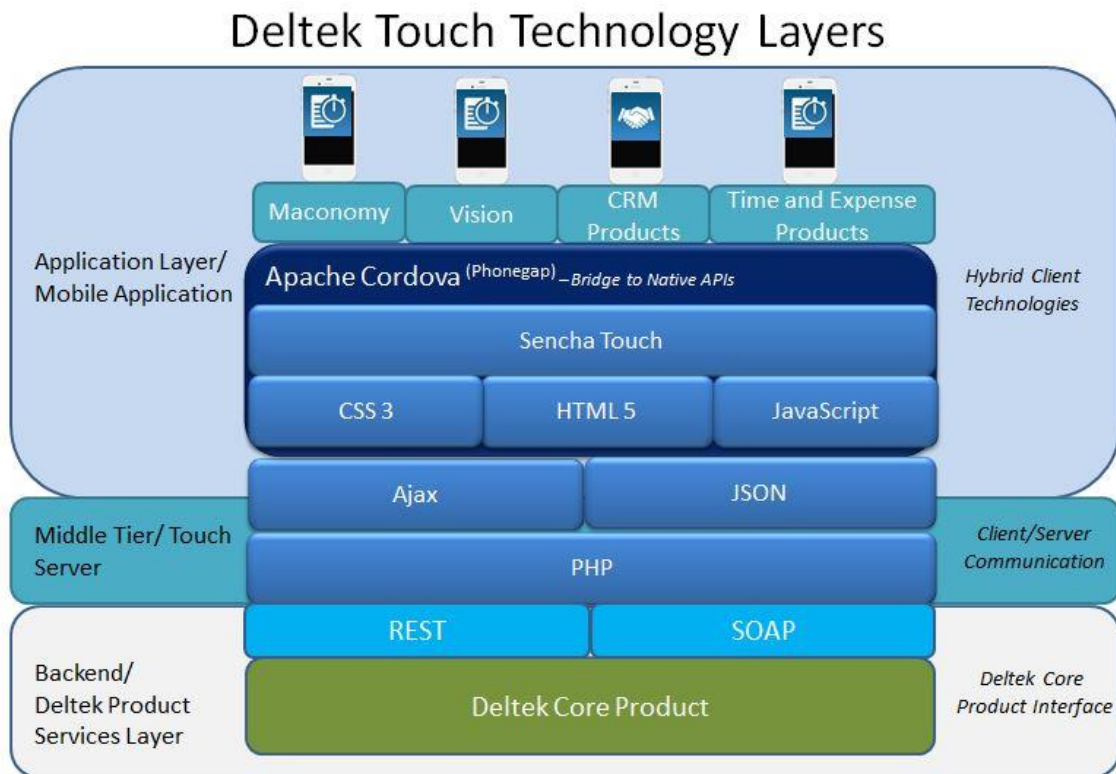 Deltek Touch Technology Layers
Maconomy
Vision
CRM
Products
Time and Expense
Products
Application Layer/
Mobile Application
Apache Cordova (Phonegap) – Bridge to Native APIs
Hybrid Client
Technologies
Sencha Touch
CSS 3
HTML 5
JavaScript
Ajax
JSON
Middle Tier/ Touch
Server
Client/Server
Communication
PHP
REST
SOAP
Backend/
Deltek Product
Services Layer
Deltek Core Product
Deltek Core
Product Interface